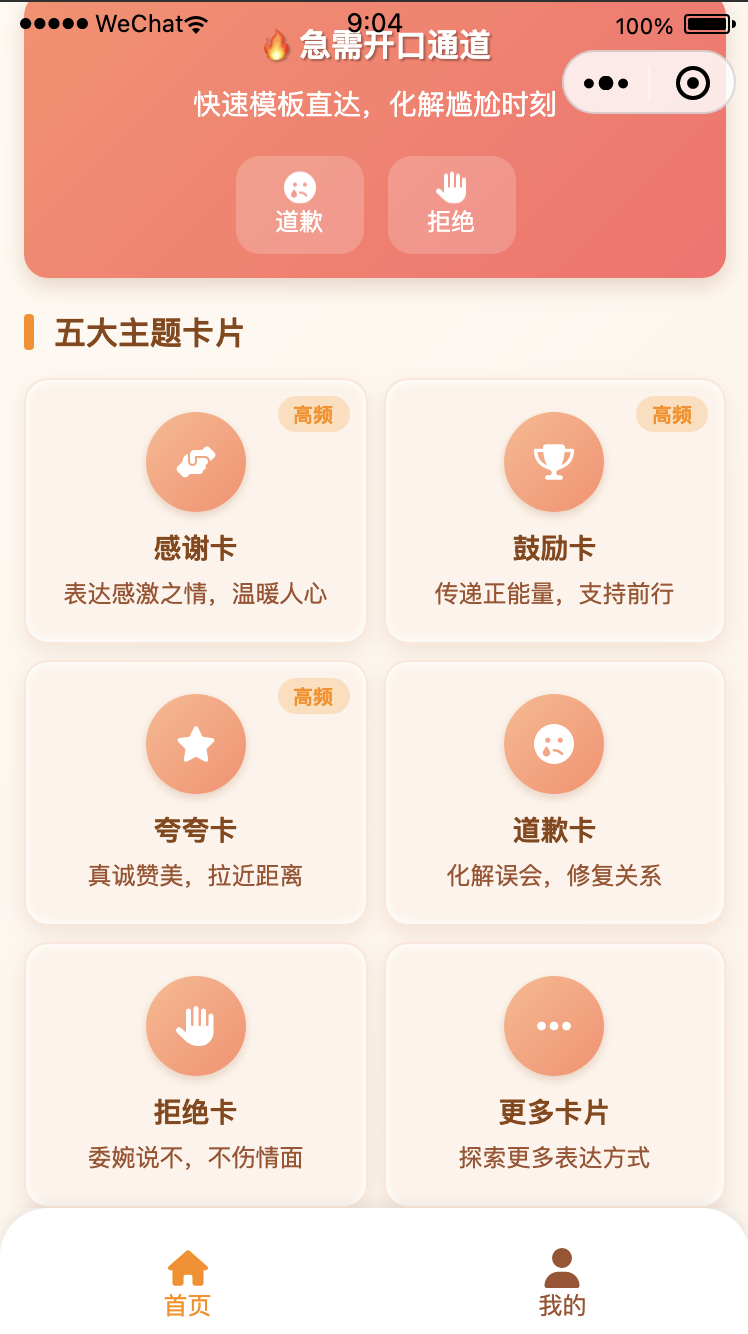 WeChat 9:04 100%
🔥 急需开口通道
快速模板直达，化解尴尬时刻
道歉 拒绝
五大主题卡片
高频 高频
感谢卡 鼓励卡
表达感激之情，温暖人心 传递正能量，支持前行
高频
夸夸卡 道歉卡
真诚赞美，拉近距离 化解误会，修复关系
拒绝卡 更多卡片
委婉说不，不伤情面 探索更多表达方式
首页 我的